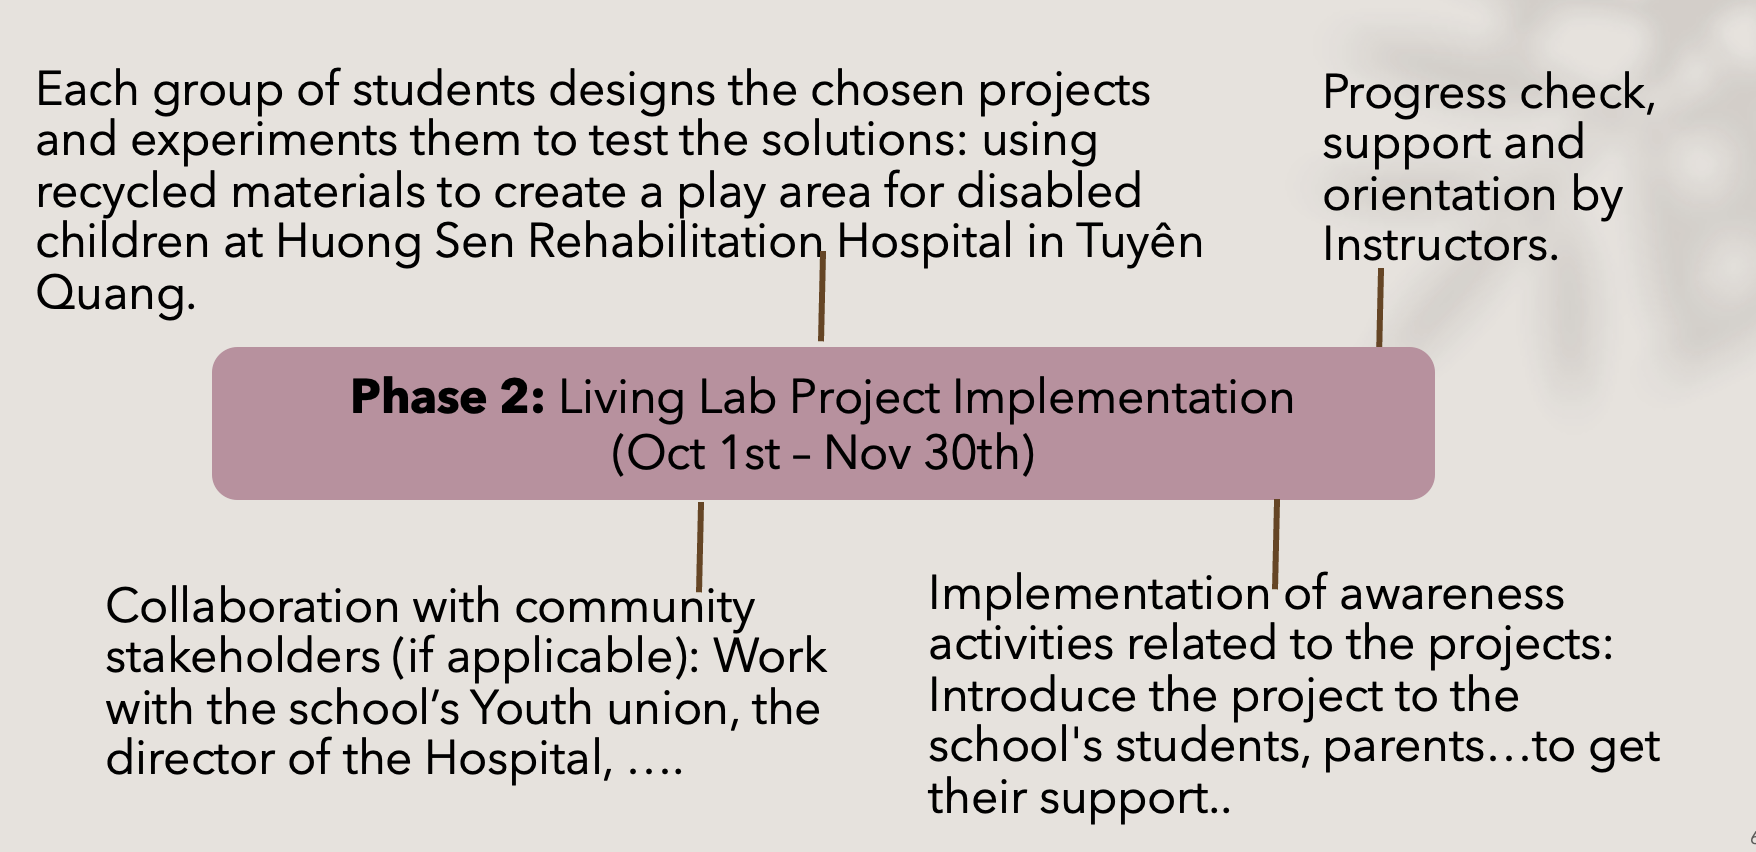 Each group of students designs the chosen projects
and experiments them to test the solutions: using
recycled materials to create a play area for disabled
children at Huong Sen Rehabilitation Hospital in Tuyên
Quang.
Progress check,
support and
orientation by
Instructors.
Phase 2: Living Lab Project Implementation
(Oct 1st – Nov 30th)
Collaboration with community
stakeholders (if applicable): Work
with the school’s Youth union, the
director of the Hospital, ….
Implementation of awareness
activities related to the projects:
Introduce the project to the
school's students, parents…to get
their support..